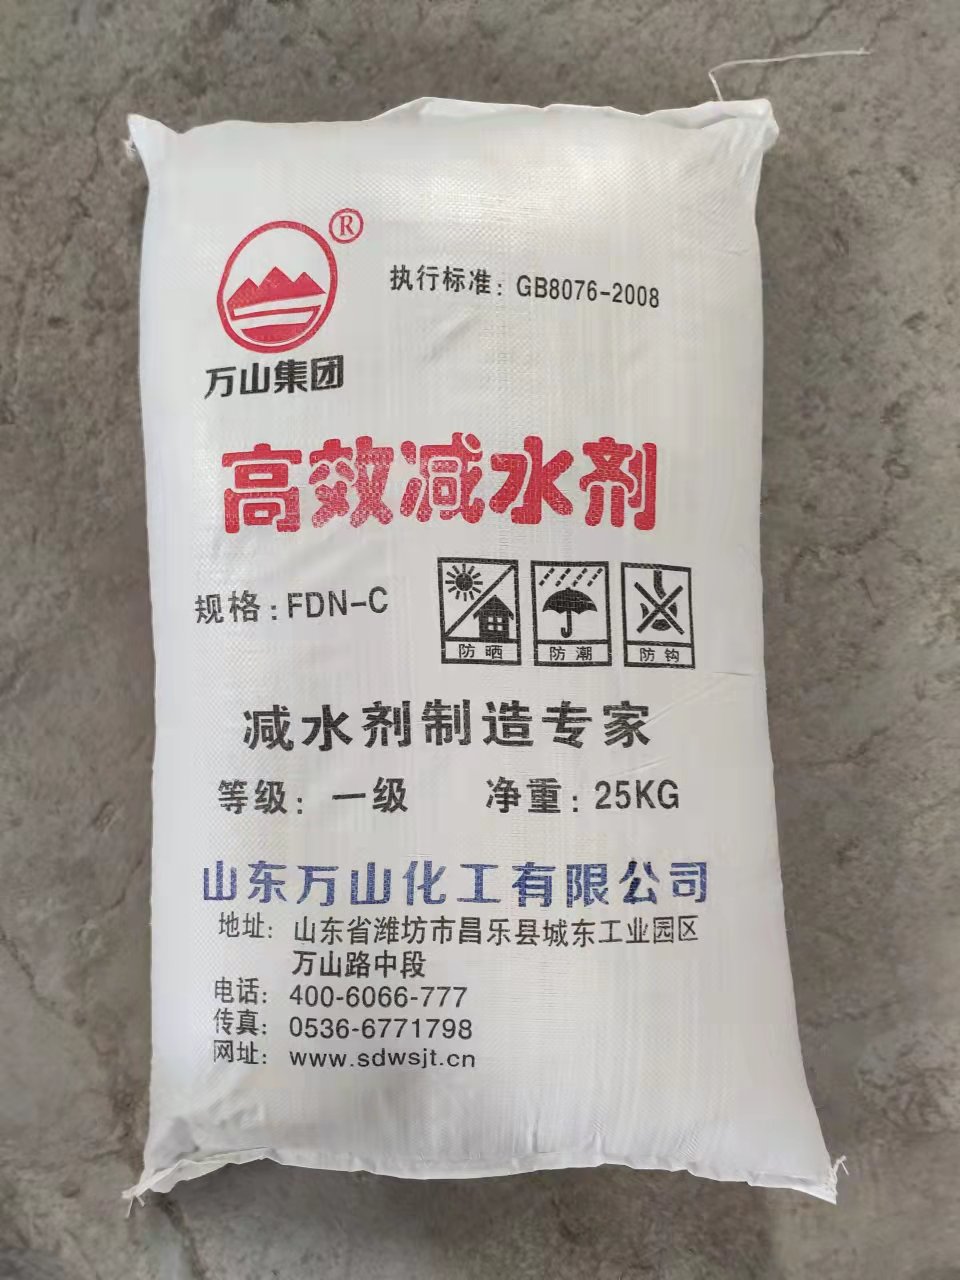 ®
执行标准：GB8076-2008
万山集团
高效减水剂
规格：FDN-C
防晒 防潮 防钩
减水剂制造专家
等级：一级 净重：25KG
山东万山化工有限公司
地址：山东省潍坊市昌乐县城东工业园区
万山路中段
电话：400-6066-777
传真：0536-6771798
网址：www.sdwsjt.cn